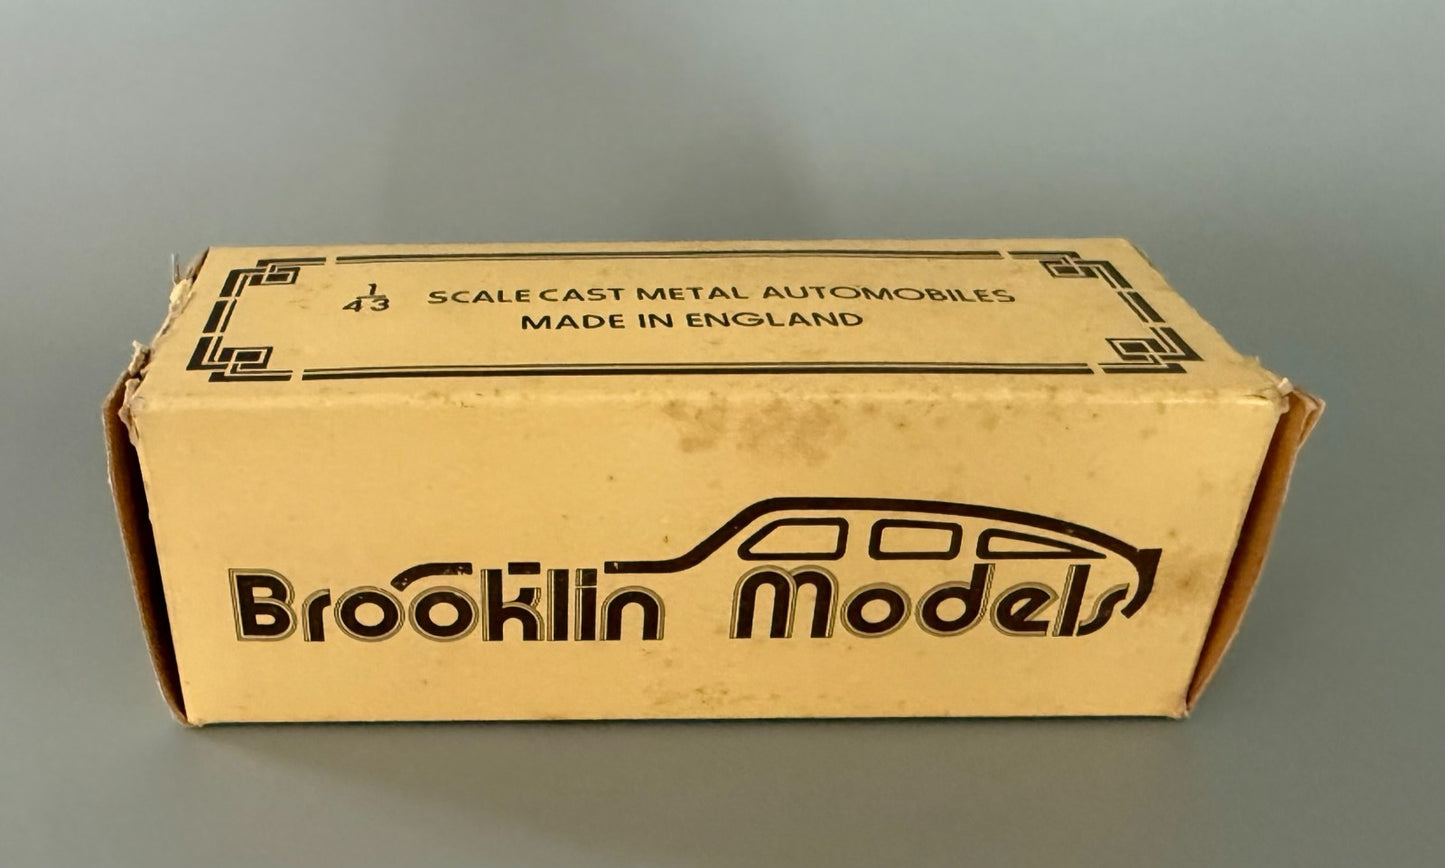 1/43 SCALE CAST METAL AUTOMOBILES
MADE IN ENGLAND
Brooklin Models